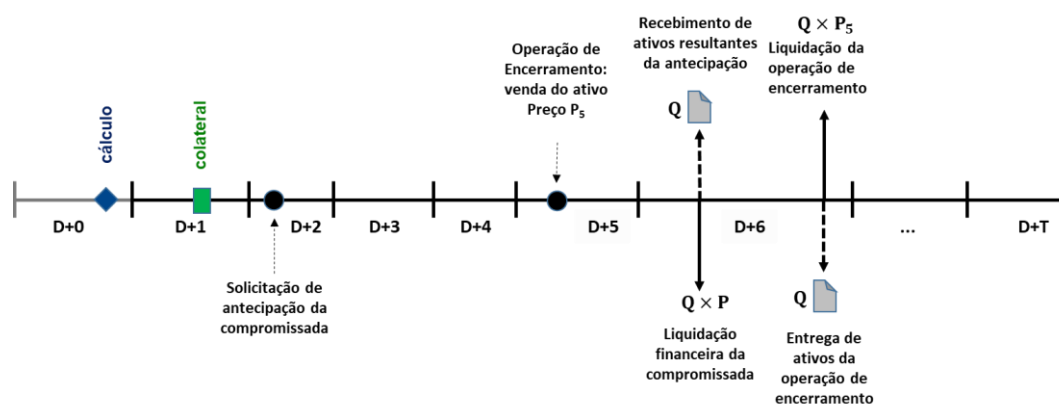 cálculo
colateral
Operação de
Encerramento:
venda do ativo
Preço P₅
Recebimento de
ativos resultantes
da antecipação
Q
Q × P₅
Liquidação da
operação de
encerramento
D+0
D+1
D+2
D+3
D+4
D+5
D+6
...
D+T
Solicitação de
antecipação da
compromissada
Q × P
Liquidação
financeira da
compromissada
Q
Entrega de
ativos da
operação de
encerramento